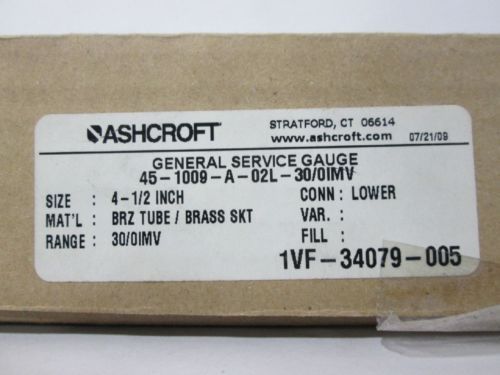 ASHCROFT
STRATFORD, CT 06614
www.ashcroft.com 07/21/09
GENERAL SERVICE GAUGE
45-1009-A-02L-30/0IMV
SIZE : 4-1/2 INCH CONN : LOWER
MAT'L : BRZ TUBE / BRASS SKT VAR. :
RANGE : 30/0IMV FILL :
1VF-34079-005